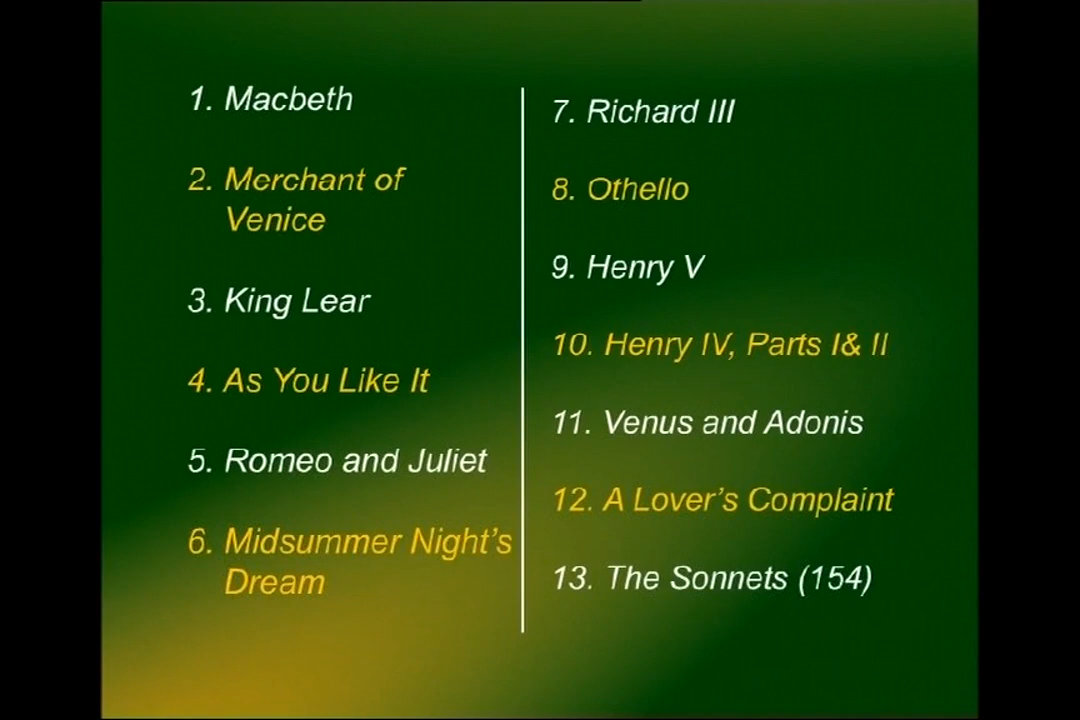 1. Macbeth
2. Merchant of
Venice
3. King Lear
4. As You Like It
5. Romeo and Juliet
6. Midsummer Night's
Dream
7. Richard III
8. Othello
9. Henry V
10. Henry IV, Parts I& II
11. Venus and Adonis
12. A Lover's Complaint
13. The Sonnets (154)